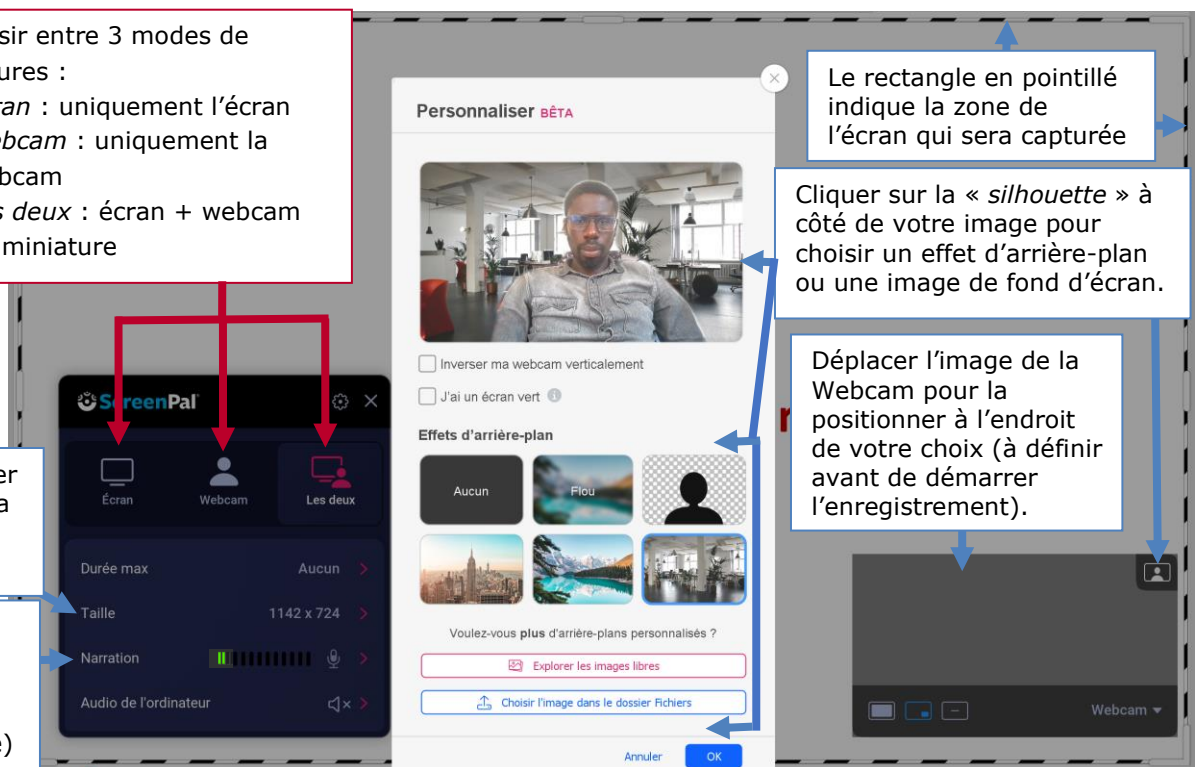 sir entre 3 modes de
ures :
ran : uniquement l'écran
ebcam : uniquement la
bcam
s deux : écran + webcam
miniature
Le rectangle en pointillé
indique la zone de
l'écran qui sera capturée
Cliquer sur la « silhouette » à
côté de votre image pour
choisir un effet d'arrière-plan
ou une image de fond d'écran.
Déplacer l'image de la
Webcam pour la
positionner à l'endroit
de votre choix (à définir
avant de démarrer
l'enregistrement).
er
a
é)
ScreenPal
Écran
Webcam
Les deux
Durée max
Aucun
Taille
1142 x 724
Narration
Audio de l'ordinateur
Personnaliser BÊTA
Inverser ma webcam verticalement
J'ai un écran vert
Effets d'arrière-plan
Aucun
Flou
Voulez-vous plus d'arrière-plans personnalisés ?
Explorer les images libres
Choisir l'image dans le dossier Fichiers
Annuler
OK
Webcam